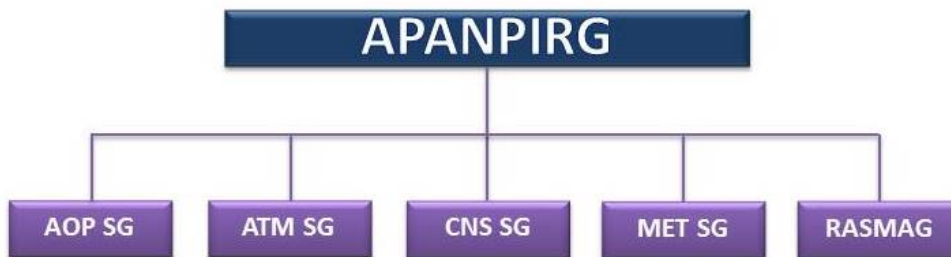 APANPIRG
AOP SG
ATM SG
CNS SG
MET SG
RASMAG